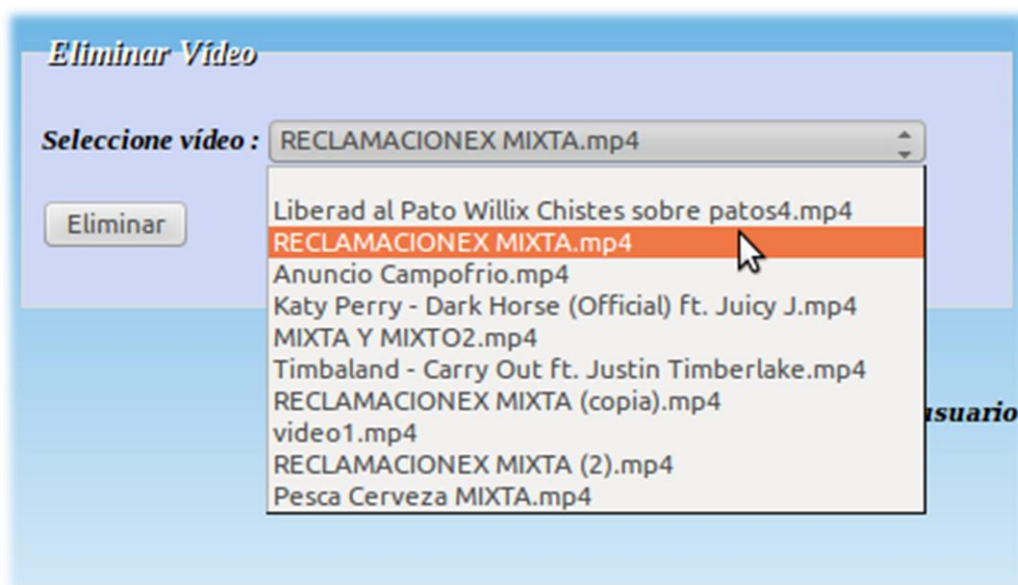 Eliminar Vídeo
Seleccione vídeo : RECLAMACIONEX MIXTA.mp4
Eliminar
Liberad al Pato Willix Chistes sobre patos4.mp4
RECLAMACIONEX MIXTA.mp4
Anuncio Campofrio.mp4
Katy Perry - Dark Horse (Official) ft. Juicy J.mp4
MIXTA Y MIXTO2.mp4
Timbaland - Carry Out ft. Justin Timberlake.mp4
RECLAMACIONEX MIXTA (copia).mp4
usuario
video1.mp4
RECLAMACIONEX MIXTA (2).mp4
Pesca Cerveza MIXTA.mp4